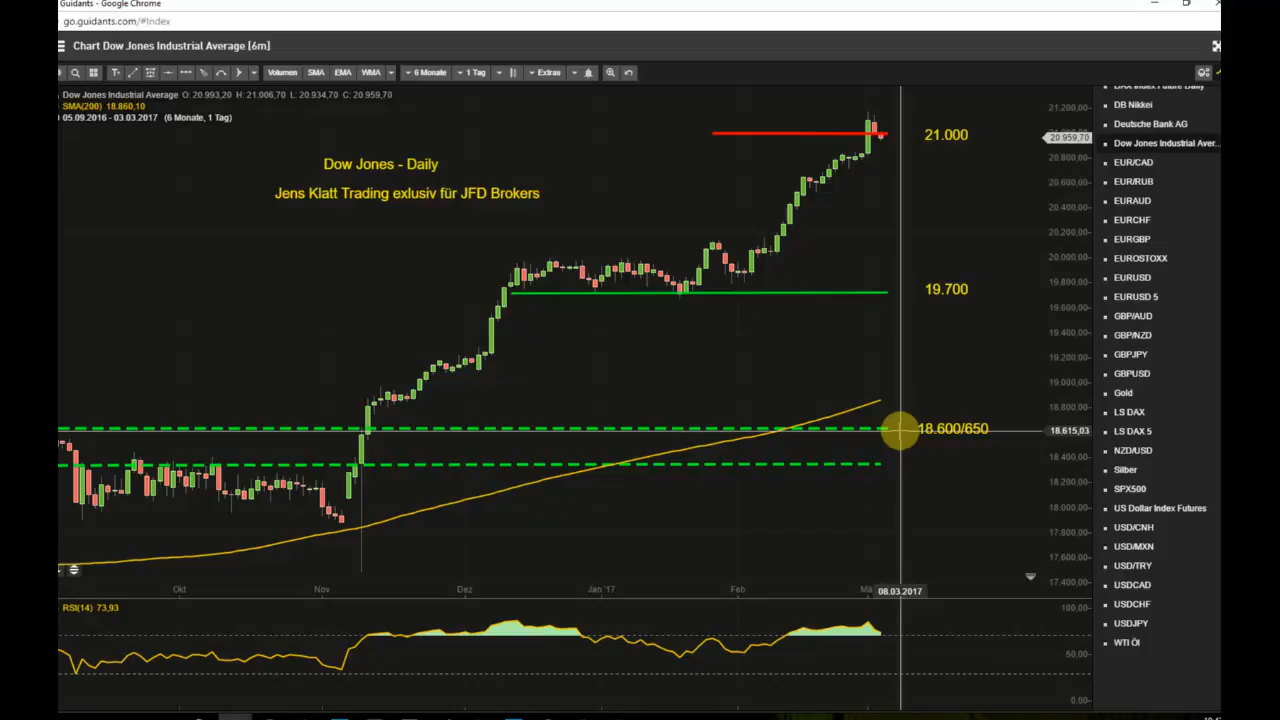 Guidants - Google Chrome
go.guidants.com/#Index
Chart Dow Jones Industrial Average [6m]
Volumen SMA EMA WMA 6 Monate 1 Tag Extras
Dow Jones Industrial Average O: 20.993,20 H: 21.006,70 L: 20.934,70 C: 20.959,70
SMA(200) 18.860,10
05.09.2016 - 03.03.2017 (6 Monate, 1 Tag)
Dow Jones - Daily
Jens Klatt Trading exlusiv für JFD Brokers
21.000
19.700
18.600/650
21.200,00
20.959,70
20.800,00
20.600,00
20.400,00
20.200,00
20.000,00
19.800,00
19.600,00
19.400,00
19.200,00
19.000,00
18.800,00
18.615,03
18.400,00
18.200,00
18.000,00
17.800,00
17.600,00
17.400,00
Okt Nov Dez Jan '17 Feb 08.03.2017
RSI(14) 73,93
100,00
50,00
0,00
DAX Index Future Daily
DB Nikkei
Deutsche Bank AG
Dow Jones Industrial Aver...
EUR/CAD
EUR/RUB
EURAUD
EURCHF
EURGBP
EUROSTOXX
EURUSD
EURUSD 5
GBP/AUD
GBP/NZD
GBPJPY
GBPUSD
Gold
LS DAX
LS DAX 5
NZD/USD
Silber
SPX500
US Dollar Index Futures
USD/CNH
USD/MXN
USD/TRY
USDCAD
USDCHF
USDJPY
WTI Öl